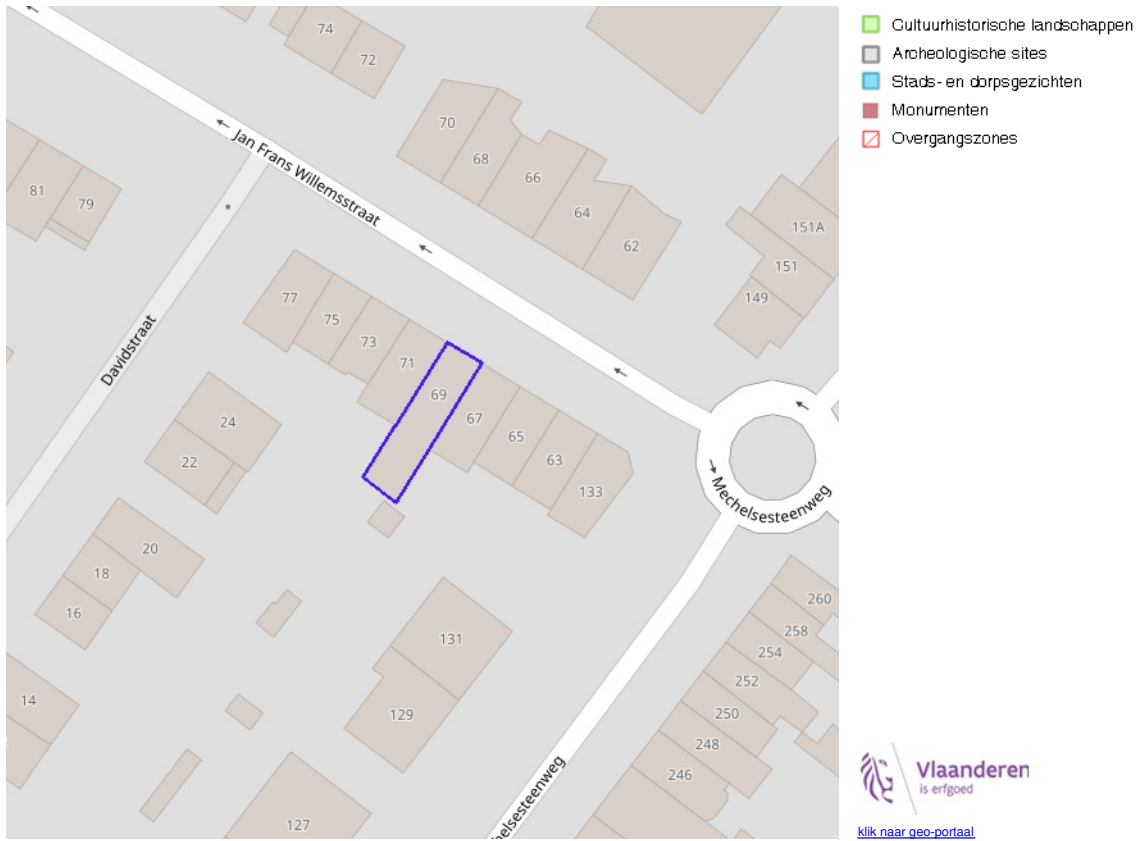 74
72
70
68
66
64
62
Jan Frans Willemsstraat
81
79
151A
151
149
77
75
73
71
69
67
65
63
133
Davidstraat
24
22
Mechelsesteenweg
20
18
16
260
258
254
252
250
248
246
131
129
14
127
helsesteenweg
Cultuurhistorische landschappen
Archeologische sites
Stads- en dorpsgezichten
Monumenten
Overgangszones
Vlaanderen
is erfgoed
klik naar geo-portaal